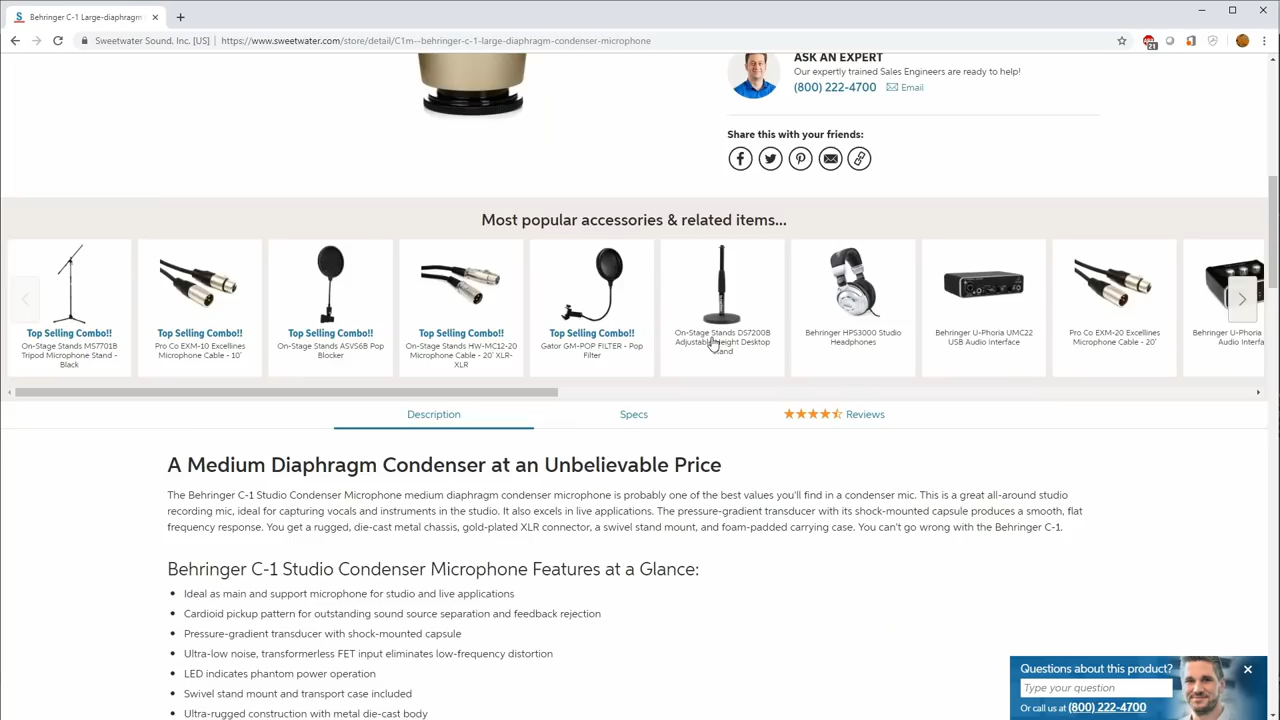 Behringer C-1 Large-diaphragm
Sweetwater Sound, Inc. [US]
https://www.sweetwater.com/store/detail/C1m--behringer-c-1-large-diaphragm-condenser-microphone
21
ASK AN EXPERT
Our expertly trained Sales Engineers are ready to help!
(800) 222-4700
Email
Share this with your friends:
Most popular accessories & related items...
Top Selling Combo!!
On-Stage Stands MS7701B
Tripod Microphone Stand -
Black
Top Selling Combo!!
Pro Co EXM-10 Excellines
Microphone Cable - 10'
Top Selling Combo!!
On-Stage Stands ASVS6B Pop
Blocker
Top Selling Combo!!
On-Stage Stands HW-MC12-20
Microphone Cable - 20' XLR-
XLR
Top Selling Combo!!
Gator GM-POP FILTER - Pop
Filter
On-Stage Stands DS7200B
Adjustable Height Desktop
Stand
Behringer HPS3000 Studio
Headphones
Behringer U-Phoria UMC22
USB Audio Interface
Pro Co EXM-20 Excellines
Microphone Cable - 20'
Behringer U-Phoria
Audio Interfa
Description
Specs
Reviews
A Medium Diaphragm Condenser at an Unbelievable Price
The Behringer C-1 Studio Condenser Microphone medium diaphragm condenser microphone is probably one of the best values you'll find in a condenser mic. This is a great all-around studio
recording mic, ideal for capturing vocals and instruments in the studio. It also excels in live applications. The pressure-gradient transducer with its shock-mounted capsule produces a smooth, flat
frequency response. You get a rugged, die-cast metal chassis, gold-plated XLR connector, a swivel stand mount, and foam-padded carrying case. You can't go wrong with the Behringer C-1.
Behringer C-1 Studio Condenser Microphone Features at a Glance:
Ideal as main and support microphone for studio and live applications
Cardioid pickup pattern for outstanding sound source separation and feedback rejection
Pressure-gradient transducer with shock-mounted capsule
Ultra-low noise, transformerless FET input eliminates low-frequency distortion
LED indicates phantom power operation
Swivel stand mount and transport case included
Ultra-rugged construction with metal die-cast body
Questions about this product?
Type your question
Or call us at (800) 222-4700